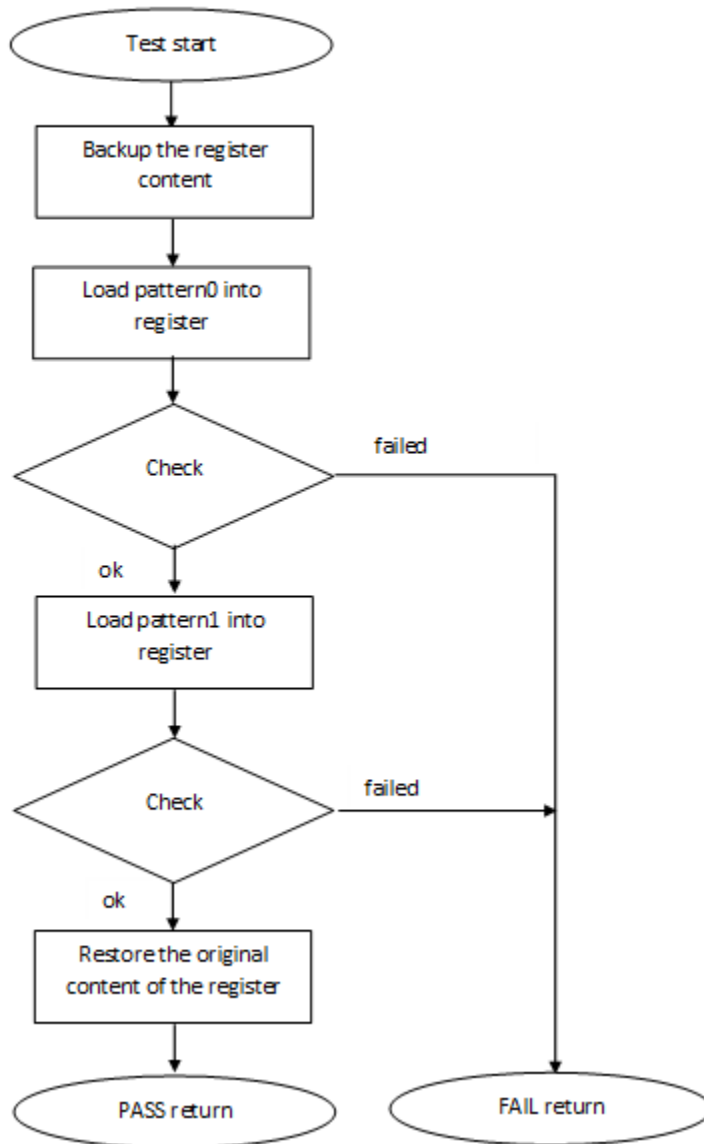 Test start
Backup the register
content
Load pattern0 into
register
Check
failed
ok
Load pattern1 into
register
Check
failed
ok
Restore the original
content of the register
PASS return
FAIL return